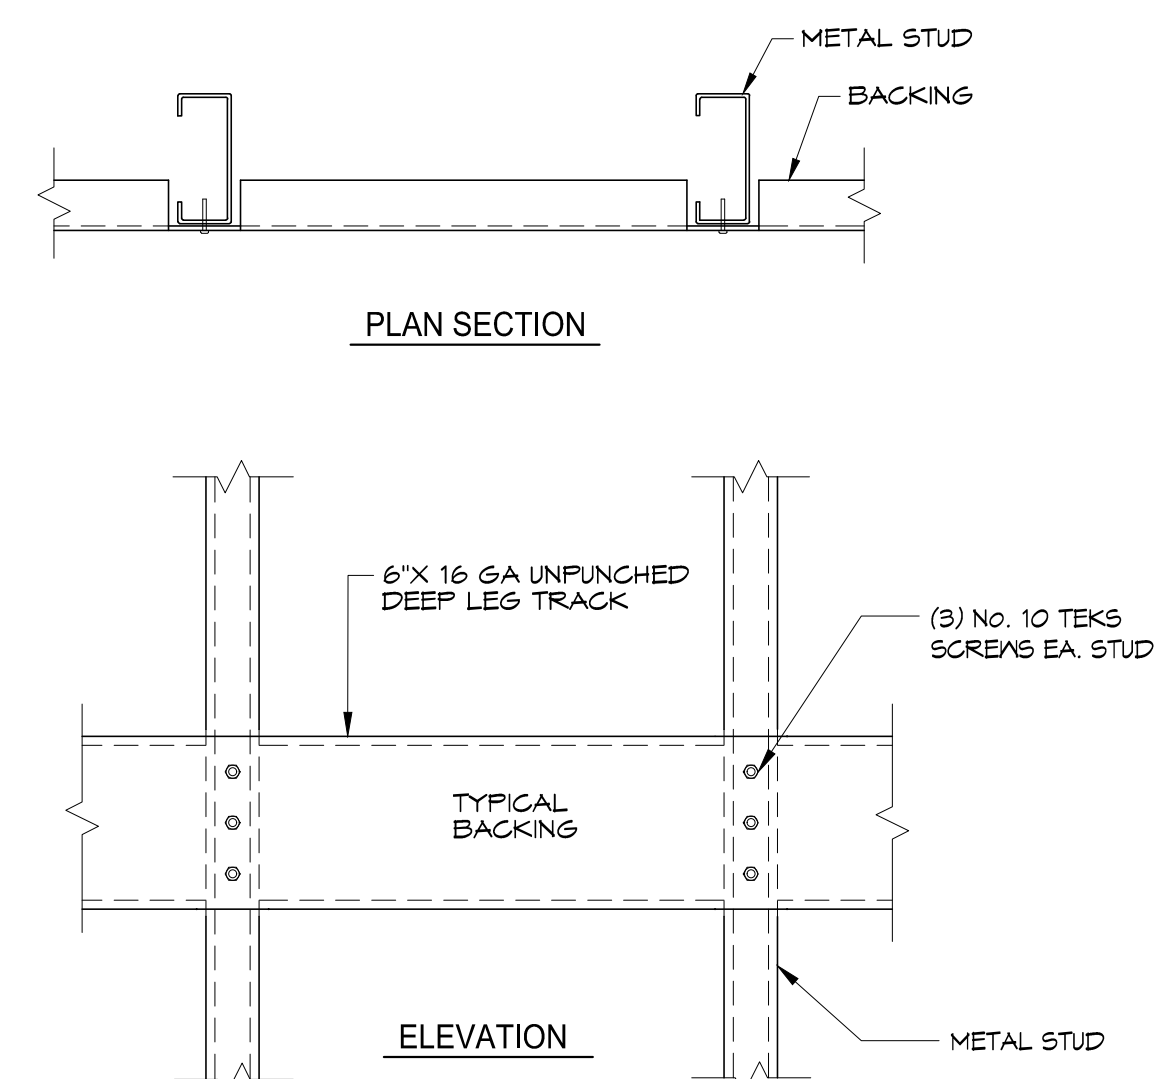 METAL STUD
BACKING
PLAN SECTION
6"X 16 GA UNPUNCHED
DEEP LEG TRACK
(3) No. 10 TEKS
SCREWS EA. STUD
TYPICAL
BACKING
ELEVATION
METAL STUD